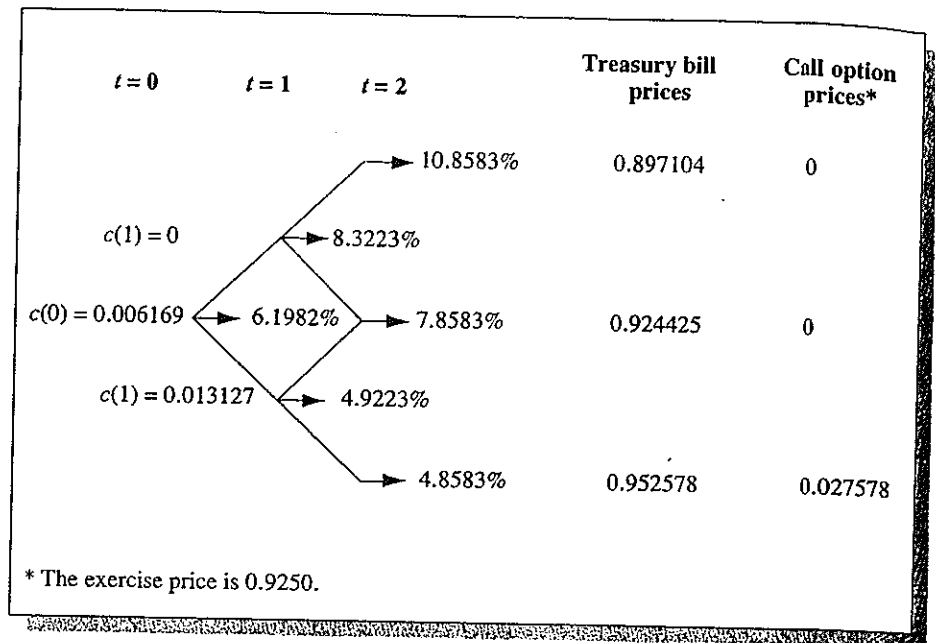 Treasury bill Call option
t = 0 t = 1 t = 2 prices prices*
10.8583% 0.897104 0
c(1) = 0 8.3223%
c(0) = 0.006169 6.1982% 7.8583% 0.924425 0
c(1) = 0.013127 4.9223%
4.8583% 0.952578 0.027578
* The exercise price is 0.9250.